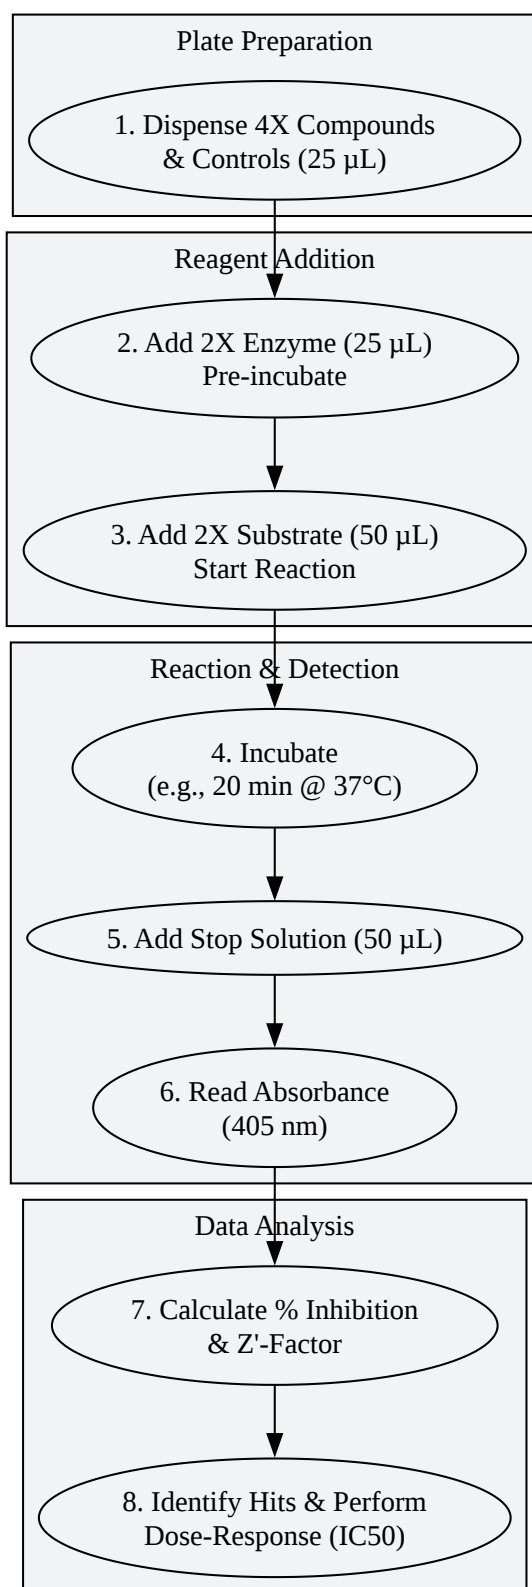 Plate Preparation
1. Dispense 4X Compounds
& Controls (25 µL)
Reagent Addition
2. Add 2X Enzyme (25 µL)
Pre-incubate
3. Add 2X Substrate (50 µL)
Start Reaction
Reaction & Detection
4. Incubate
(e.g., 20 min @ 37°C)
5. Add Stop Solution (50 µL)
6. Read Absorbance
(405 nm)
Data Analysis
7. Calculate % Inhibition
& Z'-Factor
8. Identify Hits & Perform
Dose-Response (IC50)